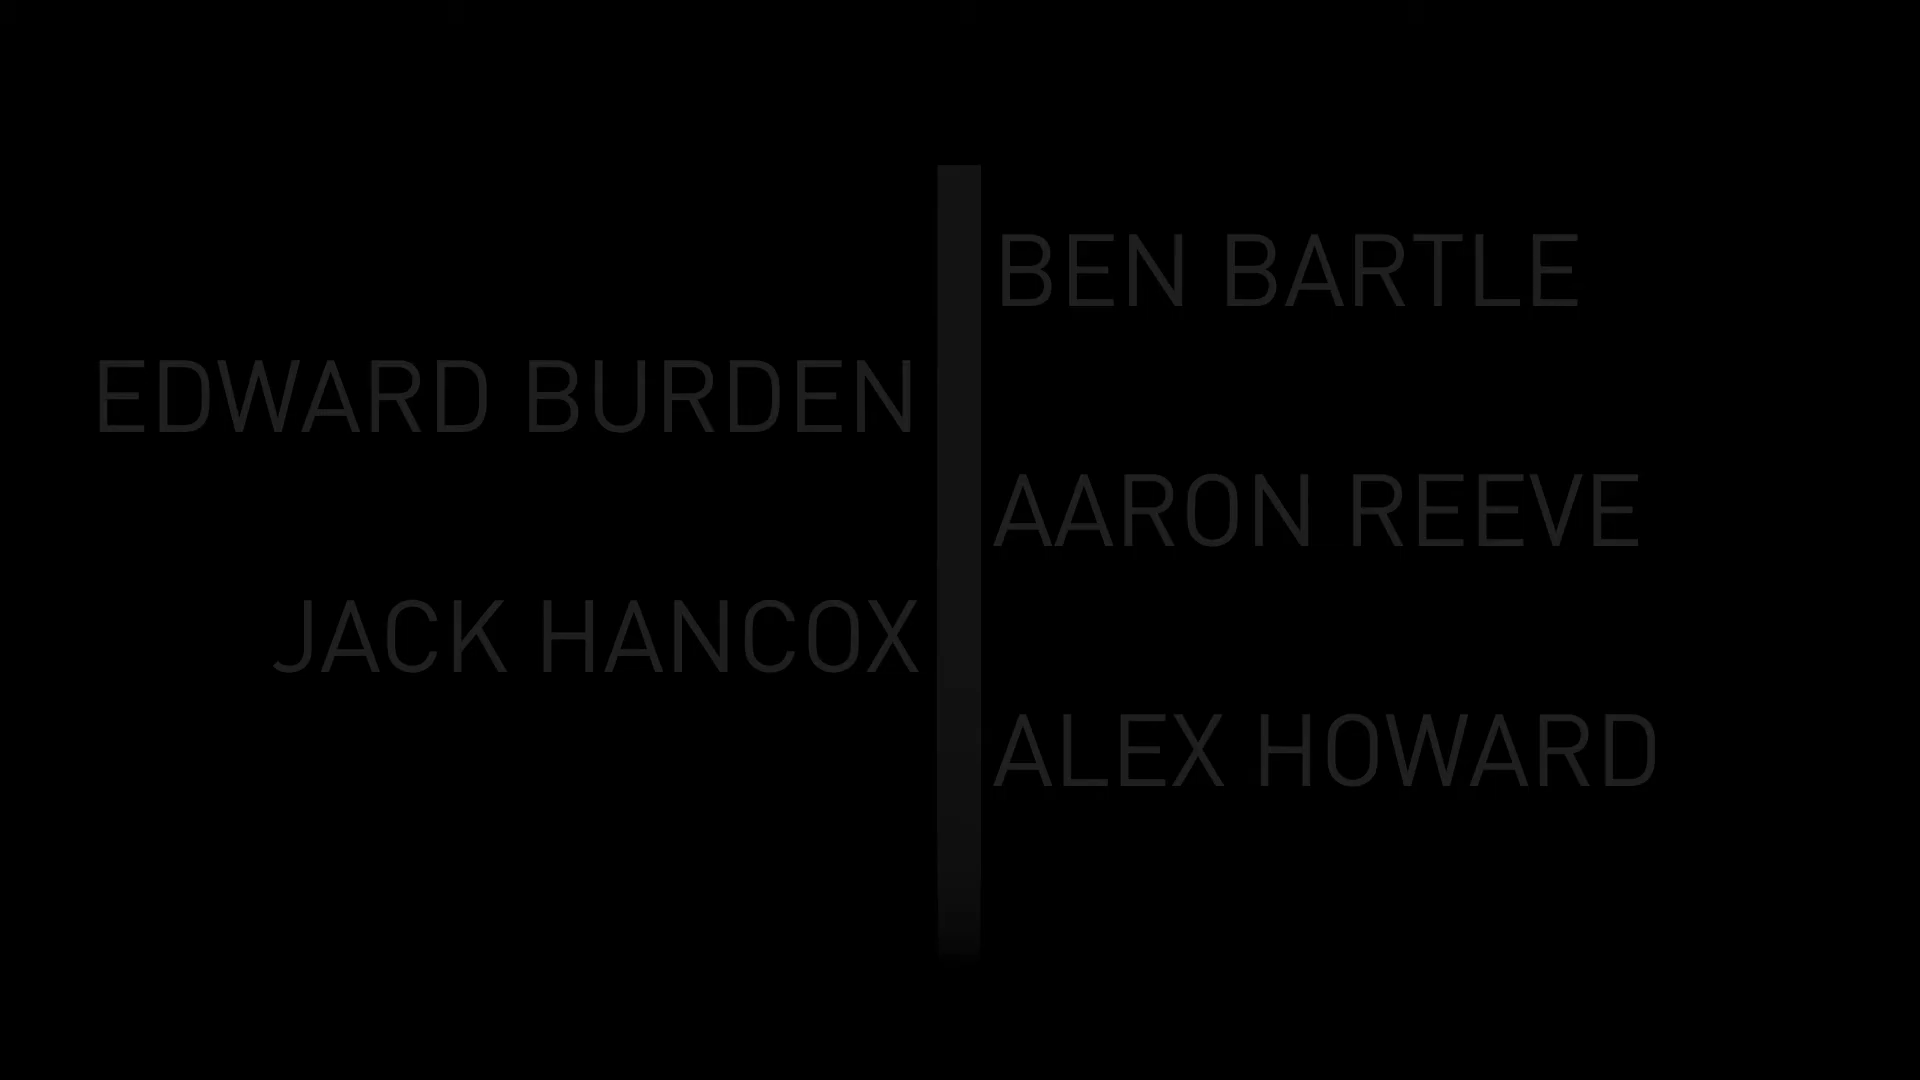 BEN BARTLE
EDWARD BURDEN
AARON REEVE
JACK HANCOX
ALEX HOWARD